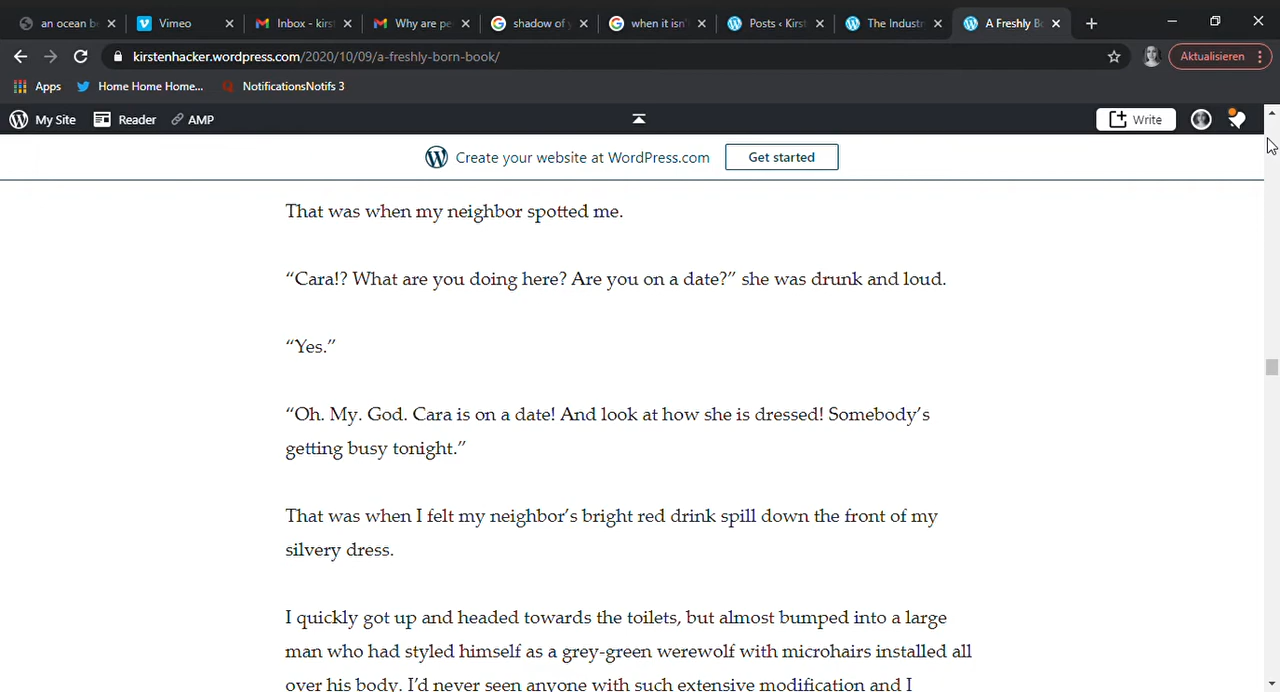 an ocean b
Vimeo
Inbox - kirst
Why are pe
shadow of y
when it isn'
Posts ‹ Kirst
The Industr
A Freshly Bo
kirstenhacker.wordpress.com/2020/10/09/a-freshly-born-book/
Aktualisieren
Apps
Home Home Home...
NotificationsNotifs 3
My Site
Reader
AMP
Write
Create your website at WordPress.com
Get started
That was when my neighbor spotted me.
“Cara!? What are you doing here? Are you on a date?” she was drunk and loud.
“Yes.”
“Oh. My. God. Cara is on a date! And look at how she is dressed! Somebody’s
getting busy tonight.”
That was when I felt my neighbor’s bright red drink spill down the front of my
silvery dress.
I quickly got up and headed towards the toilets, but almost bumped into a large
man who had styled himself as a grey-green werewolf with microhairs installed all
over his body. I’d never seen anyone with such extensive modification and I